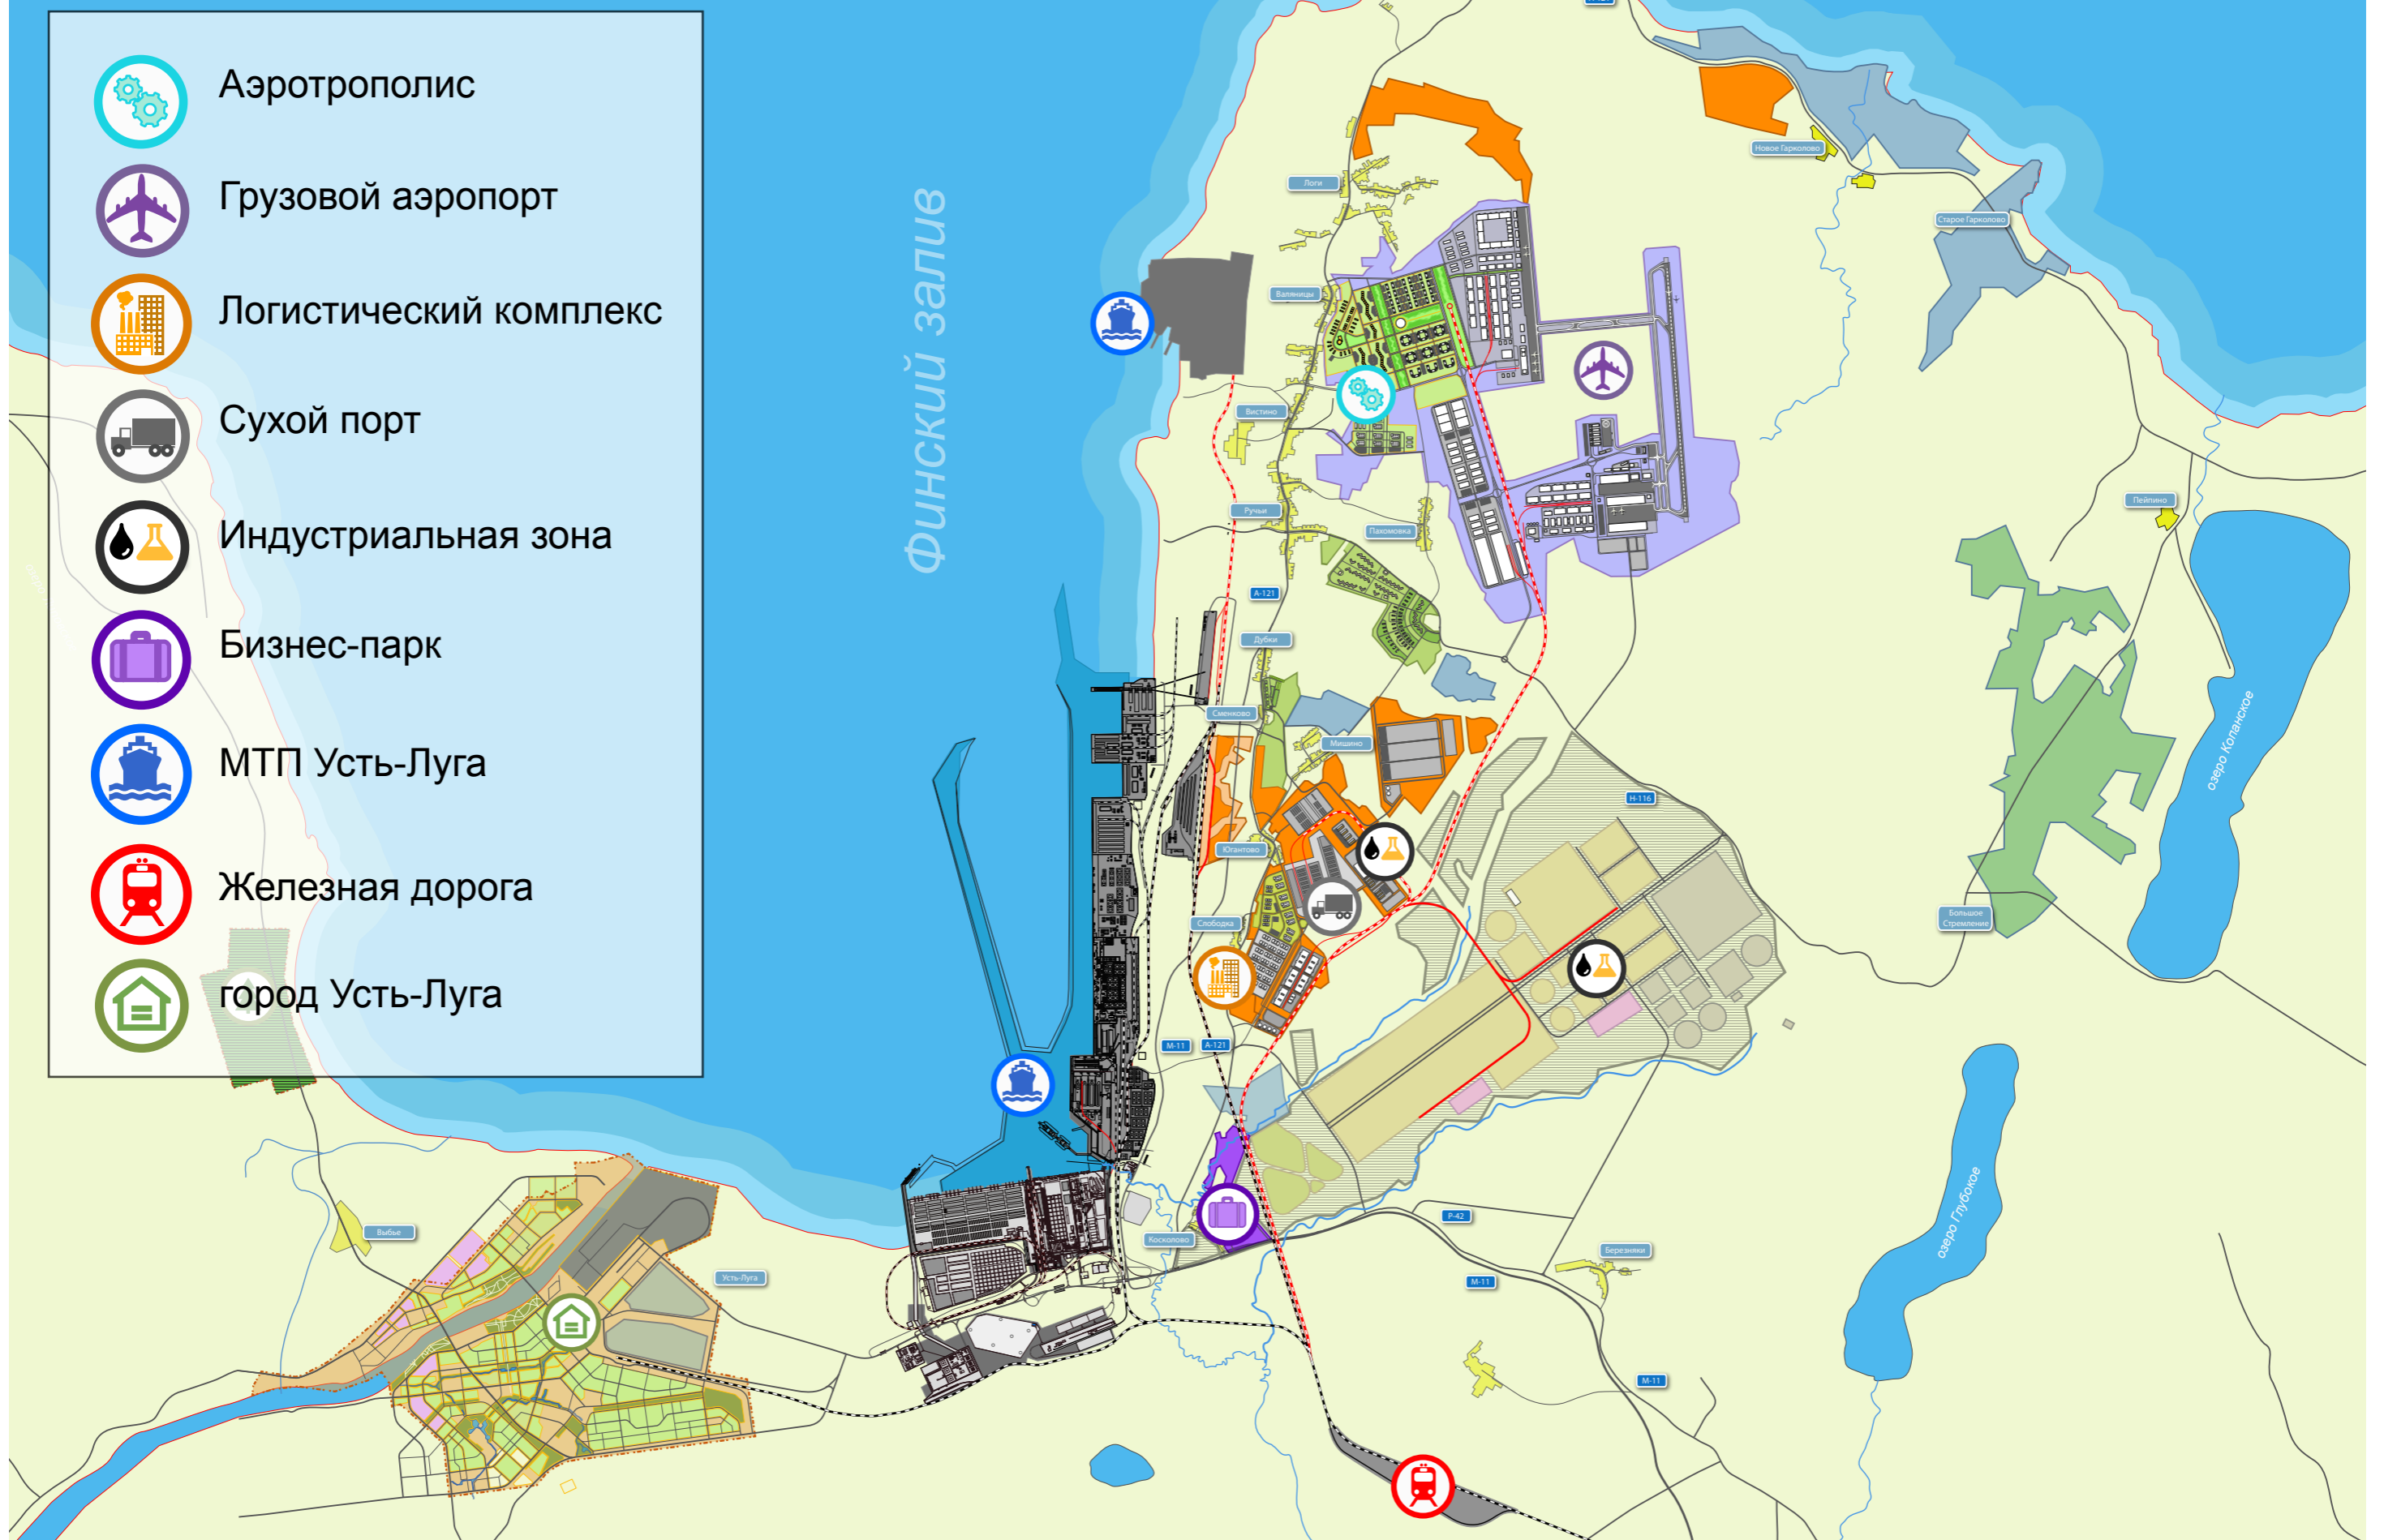 Аэротрополис
Грузовой аэропорт
Логистический комплекс
Сухой порт
Индустриальная зона
Бизнес-парк
МТП Усть-Луга
Железная дорога
город Усть-Луга
Финский залив
Новое Гарколово
Логи
Старое Гарколово
Валяницы
Вистино
Пейпино
Ручьи
Пахомовка
А-121
Дубки
Сменково
Мишино
озеро Копанское
Н-116
Югантово
Слободка
Большое
Стремление
М-11
А-121
озеро Глубокое
Р-42
Выбье
Косколово
Березняки
Усть-Луга
М-11
М-11